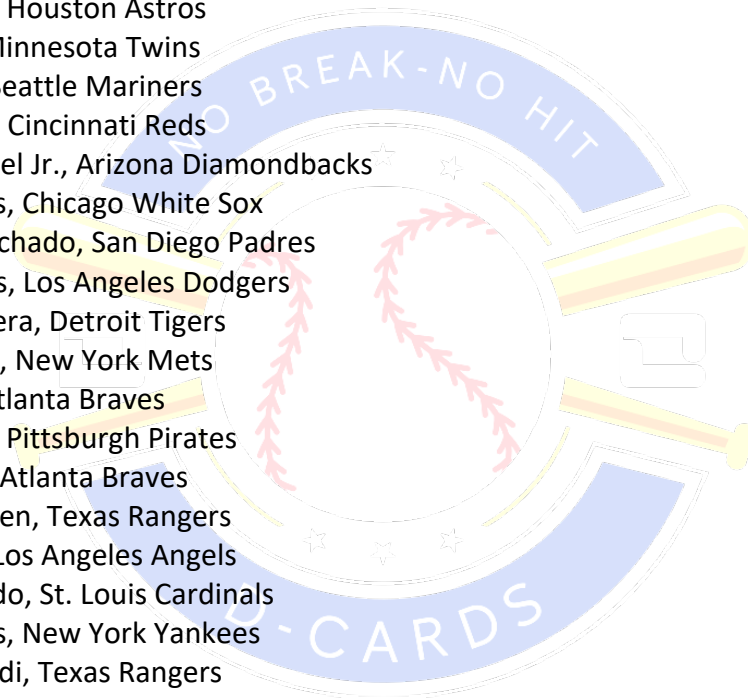 Houston Astros
Minnesota Twins
Seattle Mariners
Cincinnati Reds
el Jr., Arizona Diamondbacks
s, Chicago White Sox
chado, San Diego Padres
s, Los Angeles Dodgers
era, Detroit Tigers
, New York Mets
tlanta Braves
Pittsburgh Pirates
Atlanta Braves
en, Texas Rangers
Los Angeles Angels
do, St. Louis Cardinals
s, New York Yankees
di, Texas Rangers
NO BREAK-NO HIT
D-CARDS